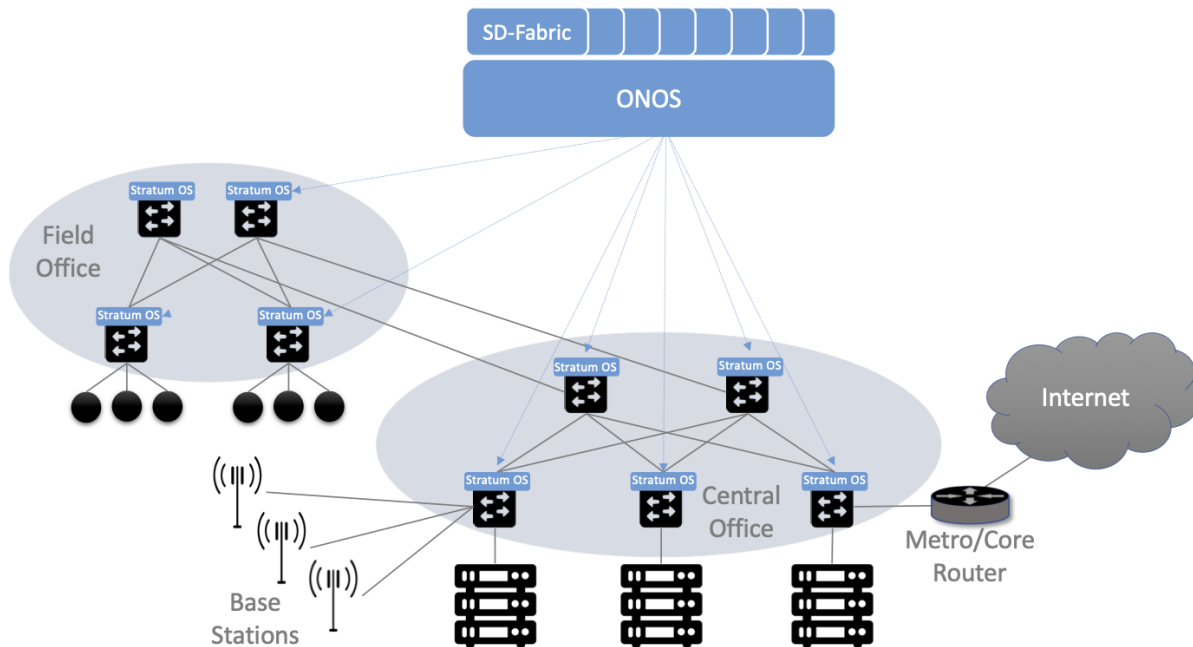 SD-Fabric
ONOS
Stratum OS
Stratum OS
Field
Office
Stratum OS
Stratum OS
Stratum OS
Stratum OS
Internet
Stratum OS
Stratum OS
Stratum OS
Central
Office
Metro/Core
Router
Base
Stations